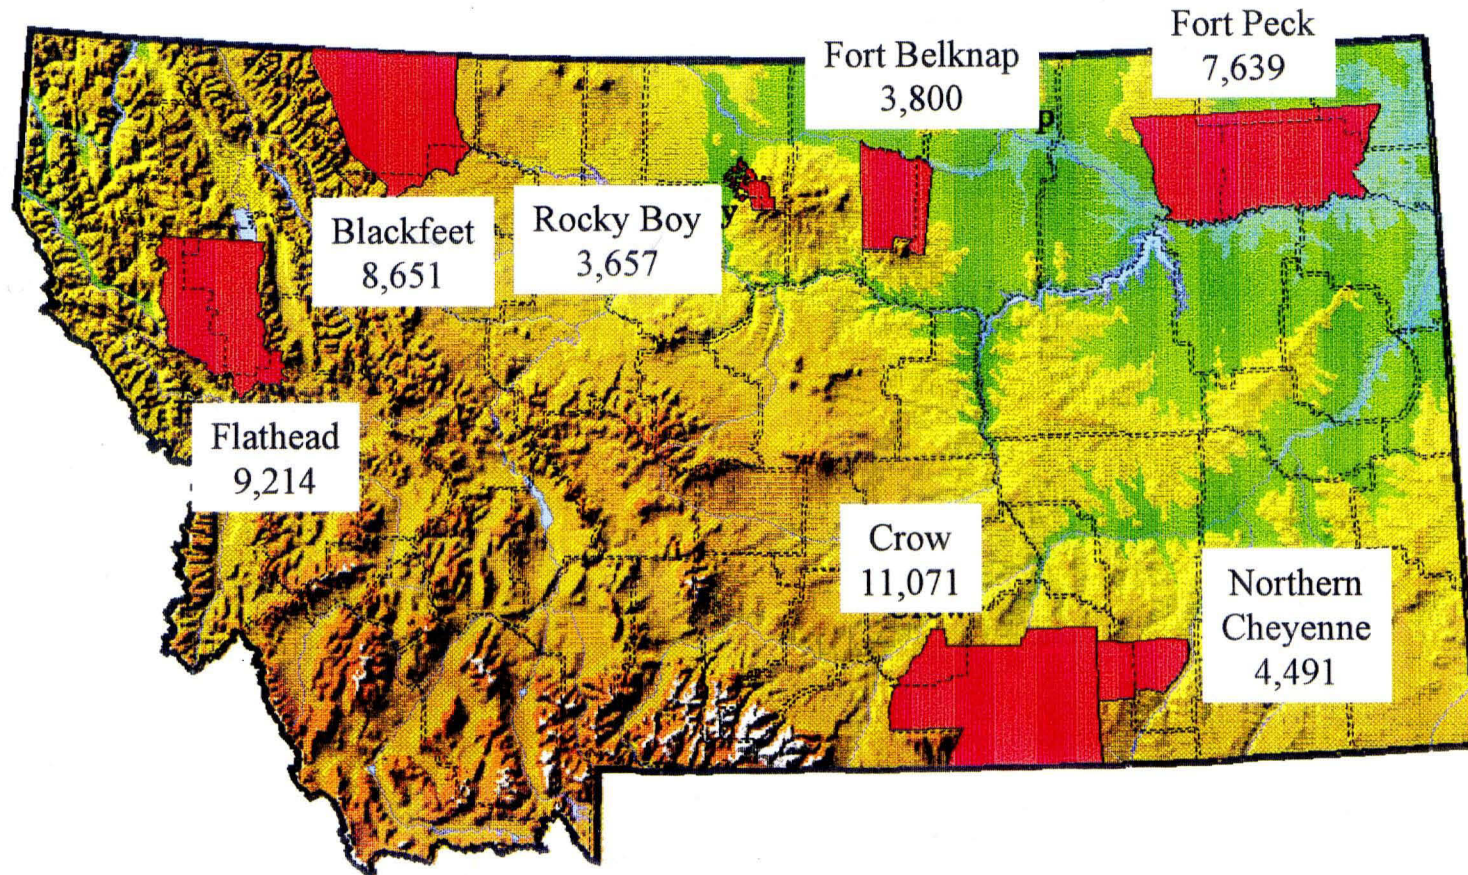 Fort Peck
7,639
Fort Belknap
3,800
p
Blackfeet
8,651
Rocky Boy
3,657
y
Flathead
9,214
Crow
11,071
Northern
Cheyenne
4,491